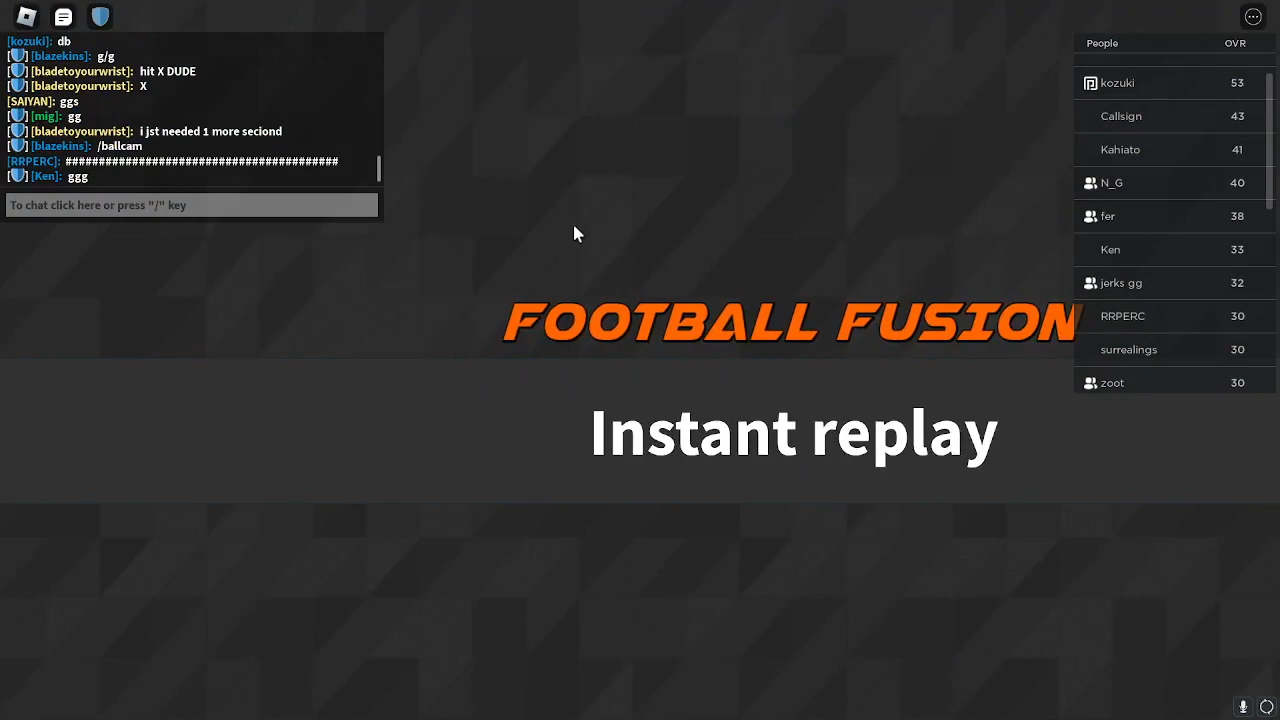 [kozuki]: db
[blazekins]: g/g
[bladetoyourwrist]: hit X DUDE
[bladetoyourwrist]: X
[SAIYAN]: ggs
[mig]: gg
[bladetoyourwrist]: i jst needed 1 more seciond
[blazekins]: /ballcam
[RRPERC]: #########################################
[Ken]: ggg
To chat click here or press "/" key
People OVR
kozuki 53
Callsign 43
Kahiato 41
N_G 40
fer 38
Ken 33
jerks gg 32
RRPERC 30
surrealings 30
zoot 30
FOOTBALL FUSION
Instant replay